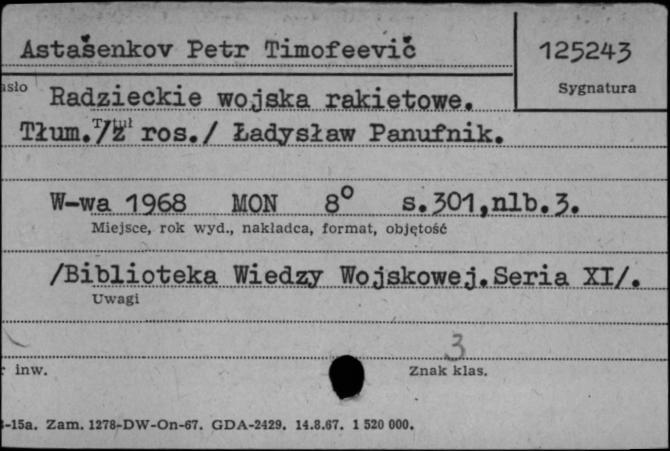 Astašenkov Petr Timofeevič
125243
Sygnatura
asło
Radzieckie wojska rakietowe.
Tytuł
Tłum./z ros./ Ładysław Panufnik.
W-wa 1968 MON 8° s.301,nlb.3.
Miejsce, rok wyd., nakładca, format, objętość
/Biblioteka Wiedzy Wojskowej.Seria XI/.
Uwagi
3
r inw.
Znak klas.
-15a. Zam. 1278-DW-On-67. GDA-2429. 14.8.67. 1 520 000.